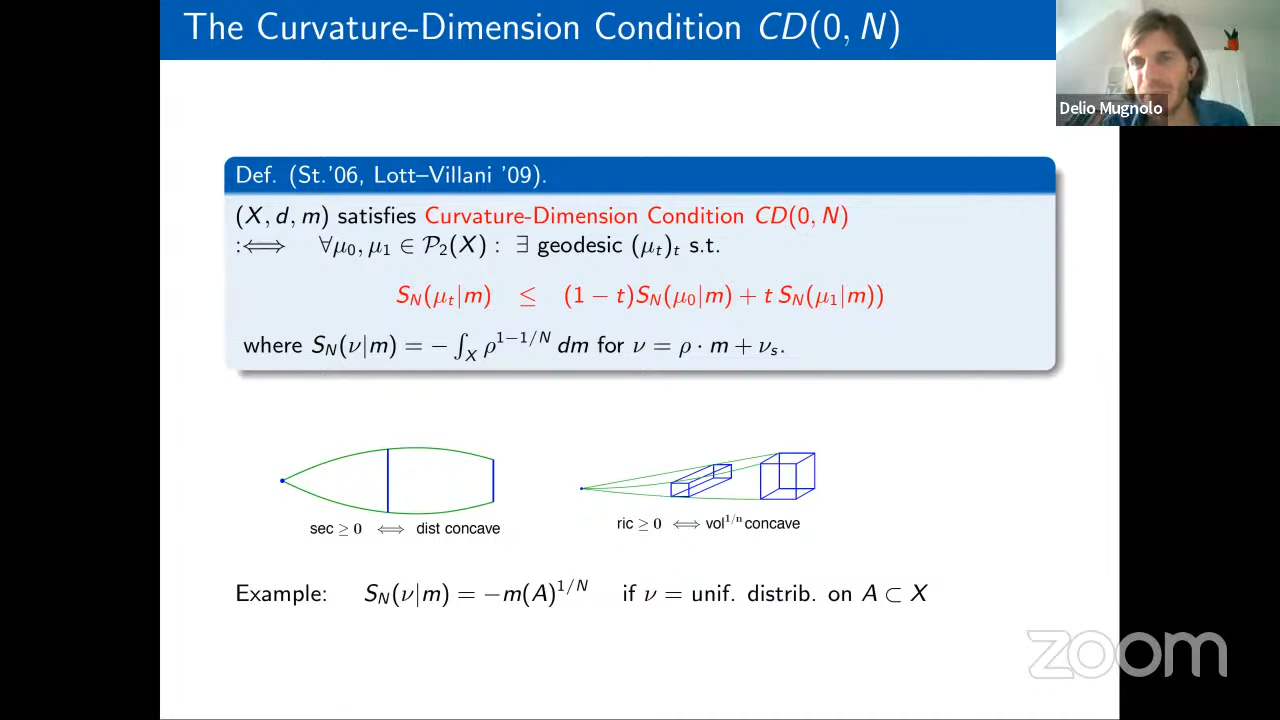 The Curvature-Dimension Condition CD(0, N)
Delio Mugnolo
Def. (St.'06, Lott–Villani '09).
(X, d, m) satisfies Curvature-Dimension Condition CD(0, N)
:⟺ ∀μ₀, μ₁ ∈ 𝒫₂(X) : ∃ geodesic (μₜ)ₜ s.t.
S_N(μₜ|m) ≤ (1 − t)S_N(μ₀|m) + t S_N(μ₁|m))
where S_N(ν|m) = − ∫_X ρ^{1−1/N} dm for ν = ρ · m + ν_s.
sec ≥ 0 ⟺ dist concave
ric ≥ 0 ⟺ vol^{1/n} concave
Example: S_N(ν|m) = −m(A)^{1/N} if ν = unif. distrib. on A ⊂ X
zoom